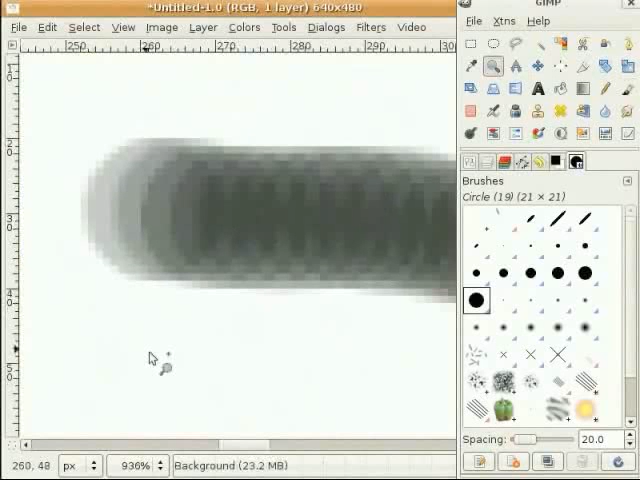 *Untitled-1.0 (RGB, 1 layer) 640x480
GIMP
File Edit Select View Image Layer Colors Tools Dialogs Filters Video
File Xtns Help
250 260 270 280 290 30
Brushes
Circle (19) (21 × 21)
Spacing: 20.0
260, 48 px 936% Background (23.2 MB)